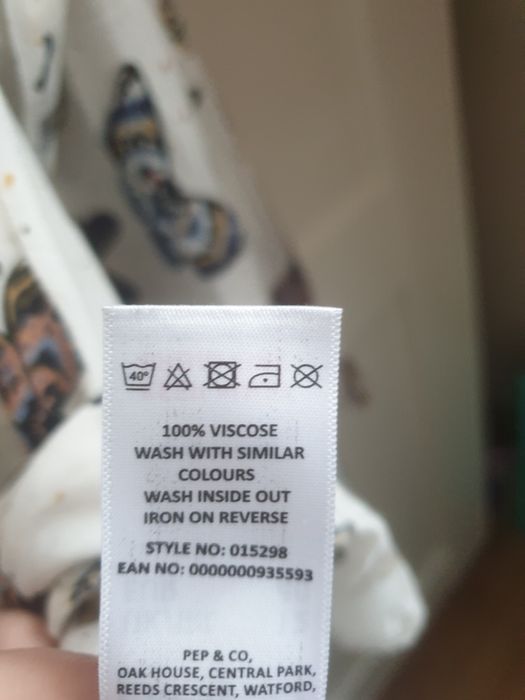 40°
100% VISCOSE
WASH WITH SIMILAR
COLOURS
WASH INSIDE OUT
IRON ON REVERSE
STYLE NO: 015298
EAN NO: 0000000935593
PEP & CO,
OAK HOUSE, CENTRAL PARK,
REEDS CRESCENT, WATFORD,